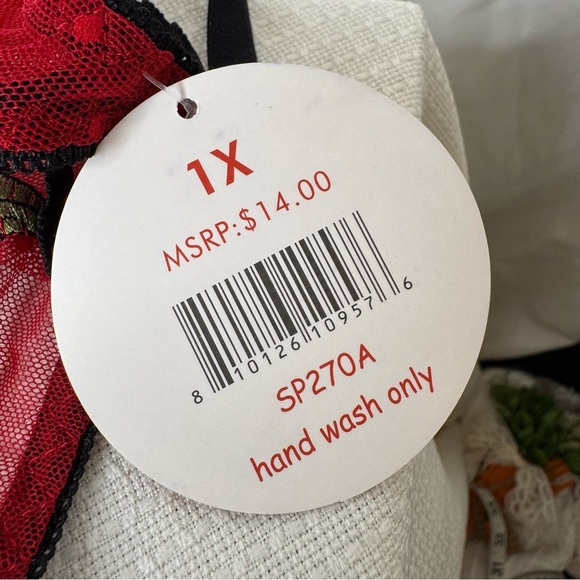 1X
MSRP:$14.00
8 10126 10957 6
SP270A
hand wash only